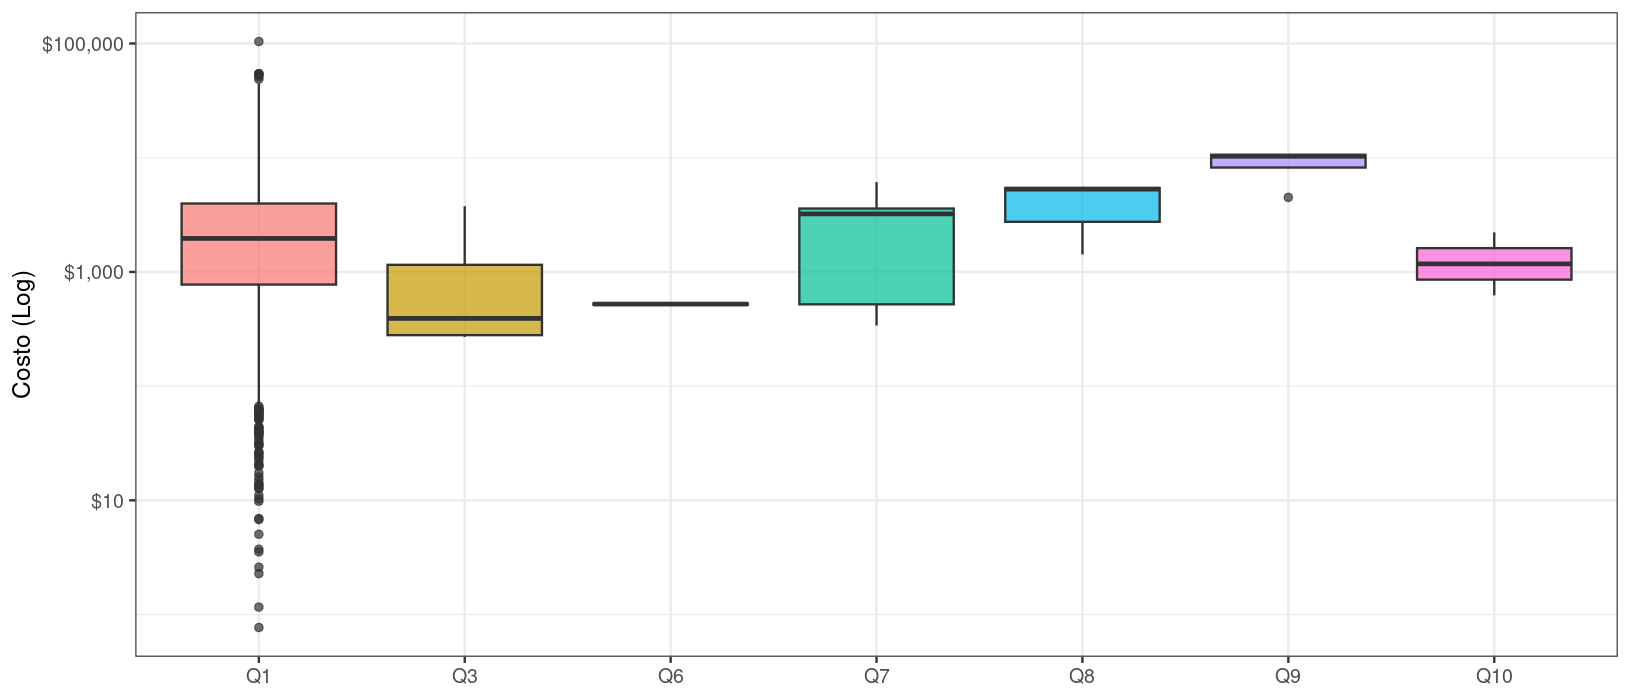 Costo (Log)
$100,000
$1,000
$10
Q1 Q3 Q6 Q7 Q8 Q9 Q10